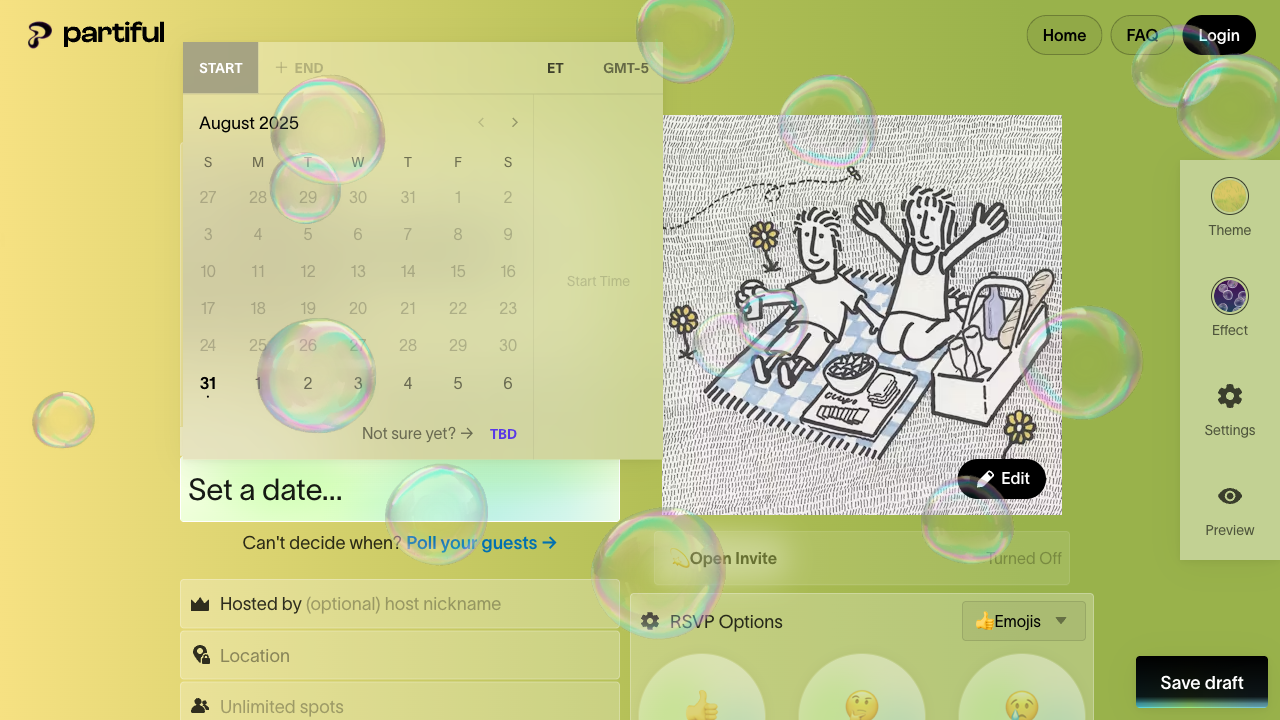 partiful
Home
FAQ
Login
START
END
ET
GMT-5
August 2025
S M T W T F S
27 28 29 30 31 1 2
3 4 5 6 7 8 9
10 11 12 13 14 15 16
17 18 19 20 21 22 23
24 25 26 27 28 29 30
31 1 2 3 4 5 6
Start Time
Not sure yet? → TBD
Set a date...
Can't decide when? Poll your guests →
Hosted by (optional) host nickname
Location
Unlimited spots
Edit
💫Open Invite
Turned Off
RSVP Options
👍Emojis
Theme
Effect
Settings
Preview
Save draft